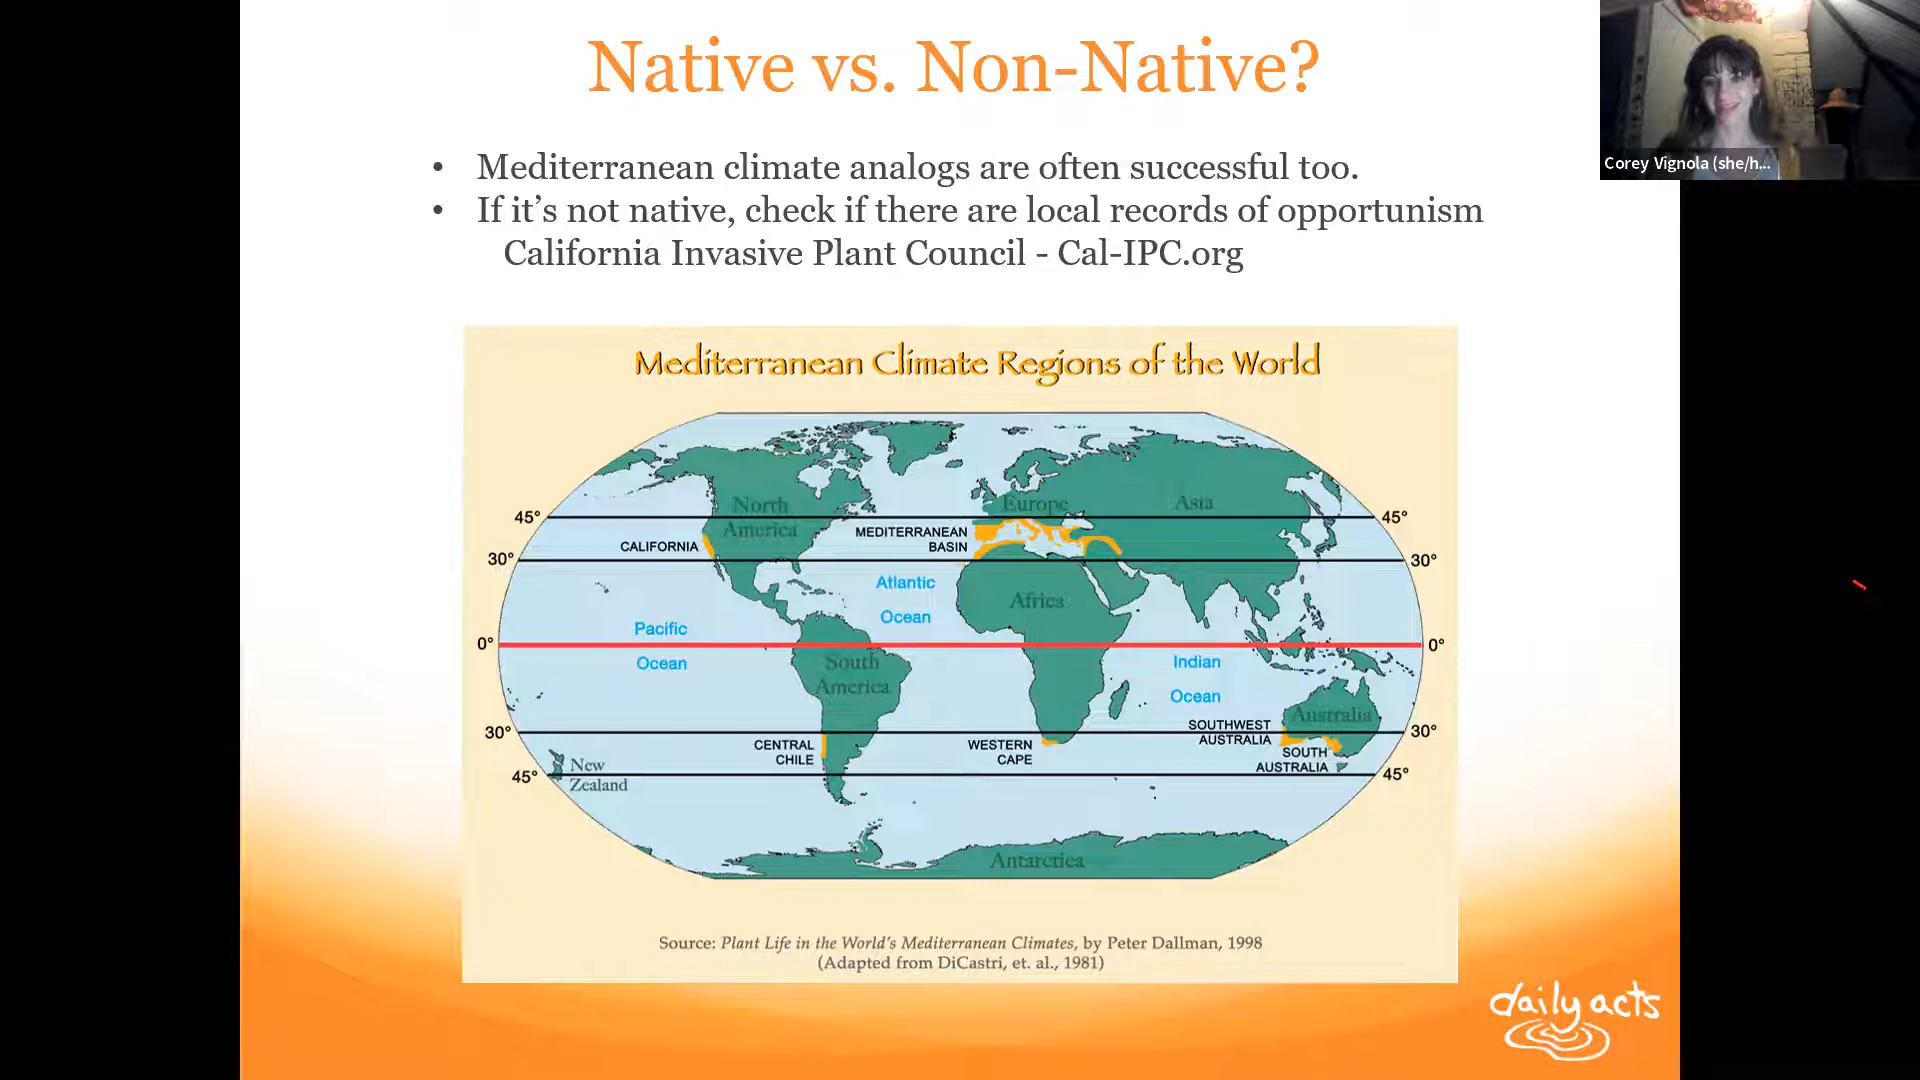 Native vs. Non-Native?
Corey Vignola (she/h...
• Mediterranean climate analogs are often successful too.
• If it’s not native, check if there are local records of opportunism
California Invasive Plant Council - Cal-IPC.org
Mediterranean Climate Regions of the World
North
America
Europe
Asia
45°
45°
CALIFORNIA
MEDITERRANEAN
BASIN
30°
30°
Atlantic
Ocean
Africa
Pacific
Ocean
0°
0°
South
America
Indian
Ocean
Australia
SOUTHWEST
AUSTRALIA
30°
30°
CENTRAL
CHILE
WESTERN
CAPE
SOUTH
AUSTRALIA
New
Zealand
45°
45°
Antarctica
Source: Plant Life in the World’s Mediterranean Climates, by Peter Dallman, 1998
(Adapted from DiCastri, et. al., 1981)
daily acts